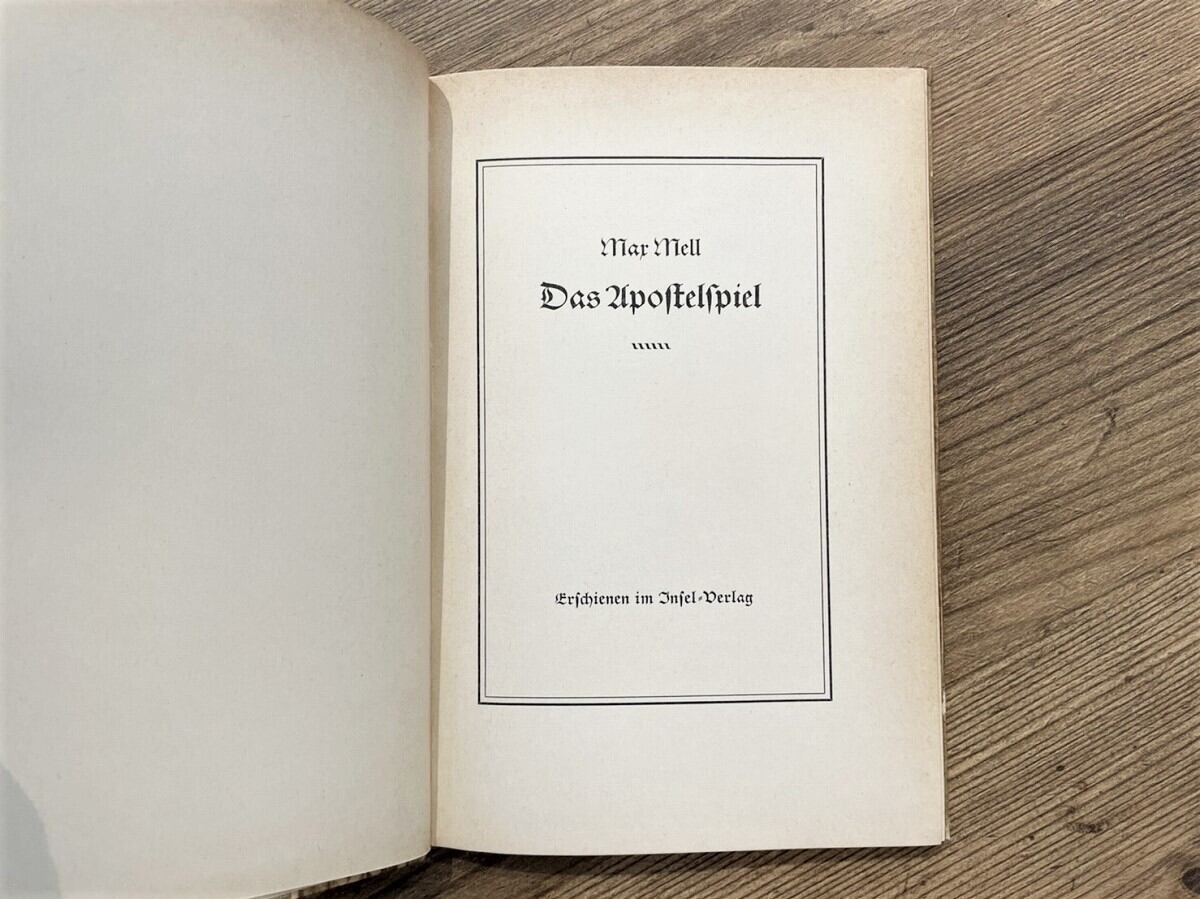 Max Mell
Das Apoſtelſpiel
Erſchienen im Inſel-Verlag